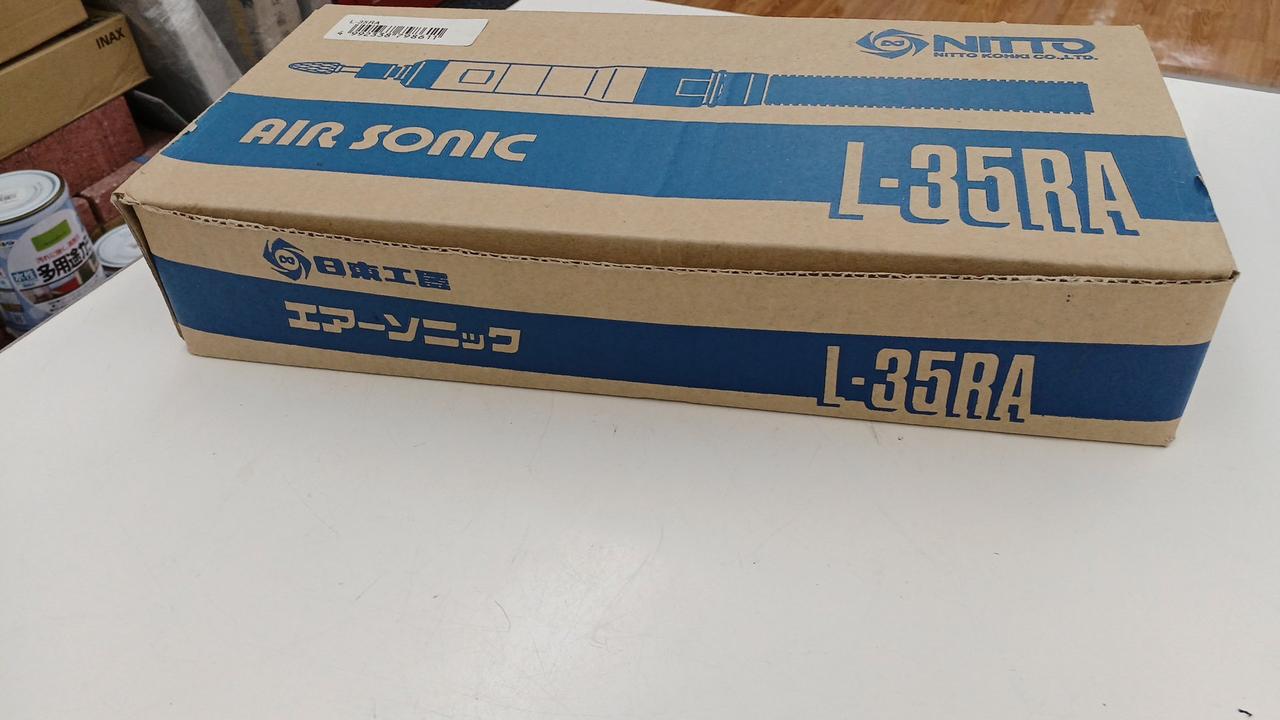 INAX
L-35RA
NITTO
NITTO KOHKI CO.,LTD.
AIR SONIC
L-35RA
日東工器
エアーソニック
L-35RA
多用途